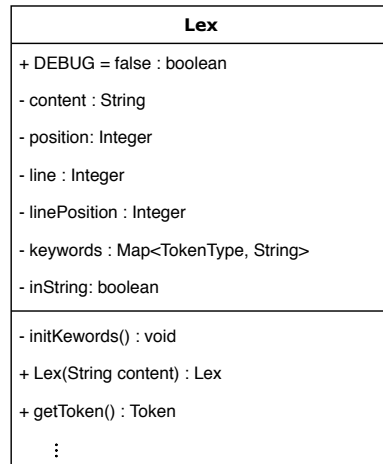 Lex
+ DEBUG = false : boolean
- content : String
- position: Integer
- line : Integer
- linePosition : Integer
- keywords : Map<TokenType, String>
- inString: boolean
- initKewords() : void
+ Lex(String content) : Lex
+ getToken() : Token
⋮